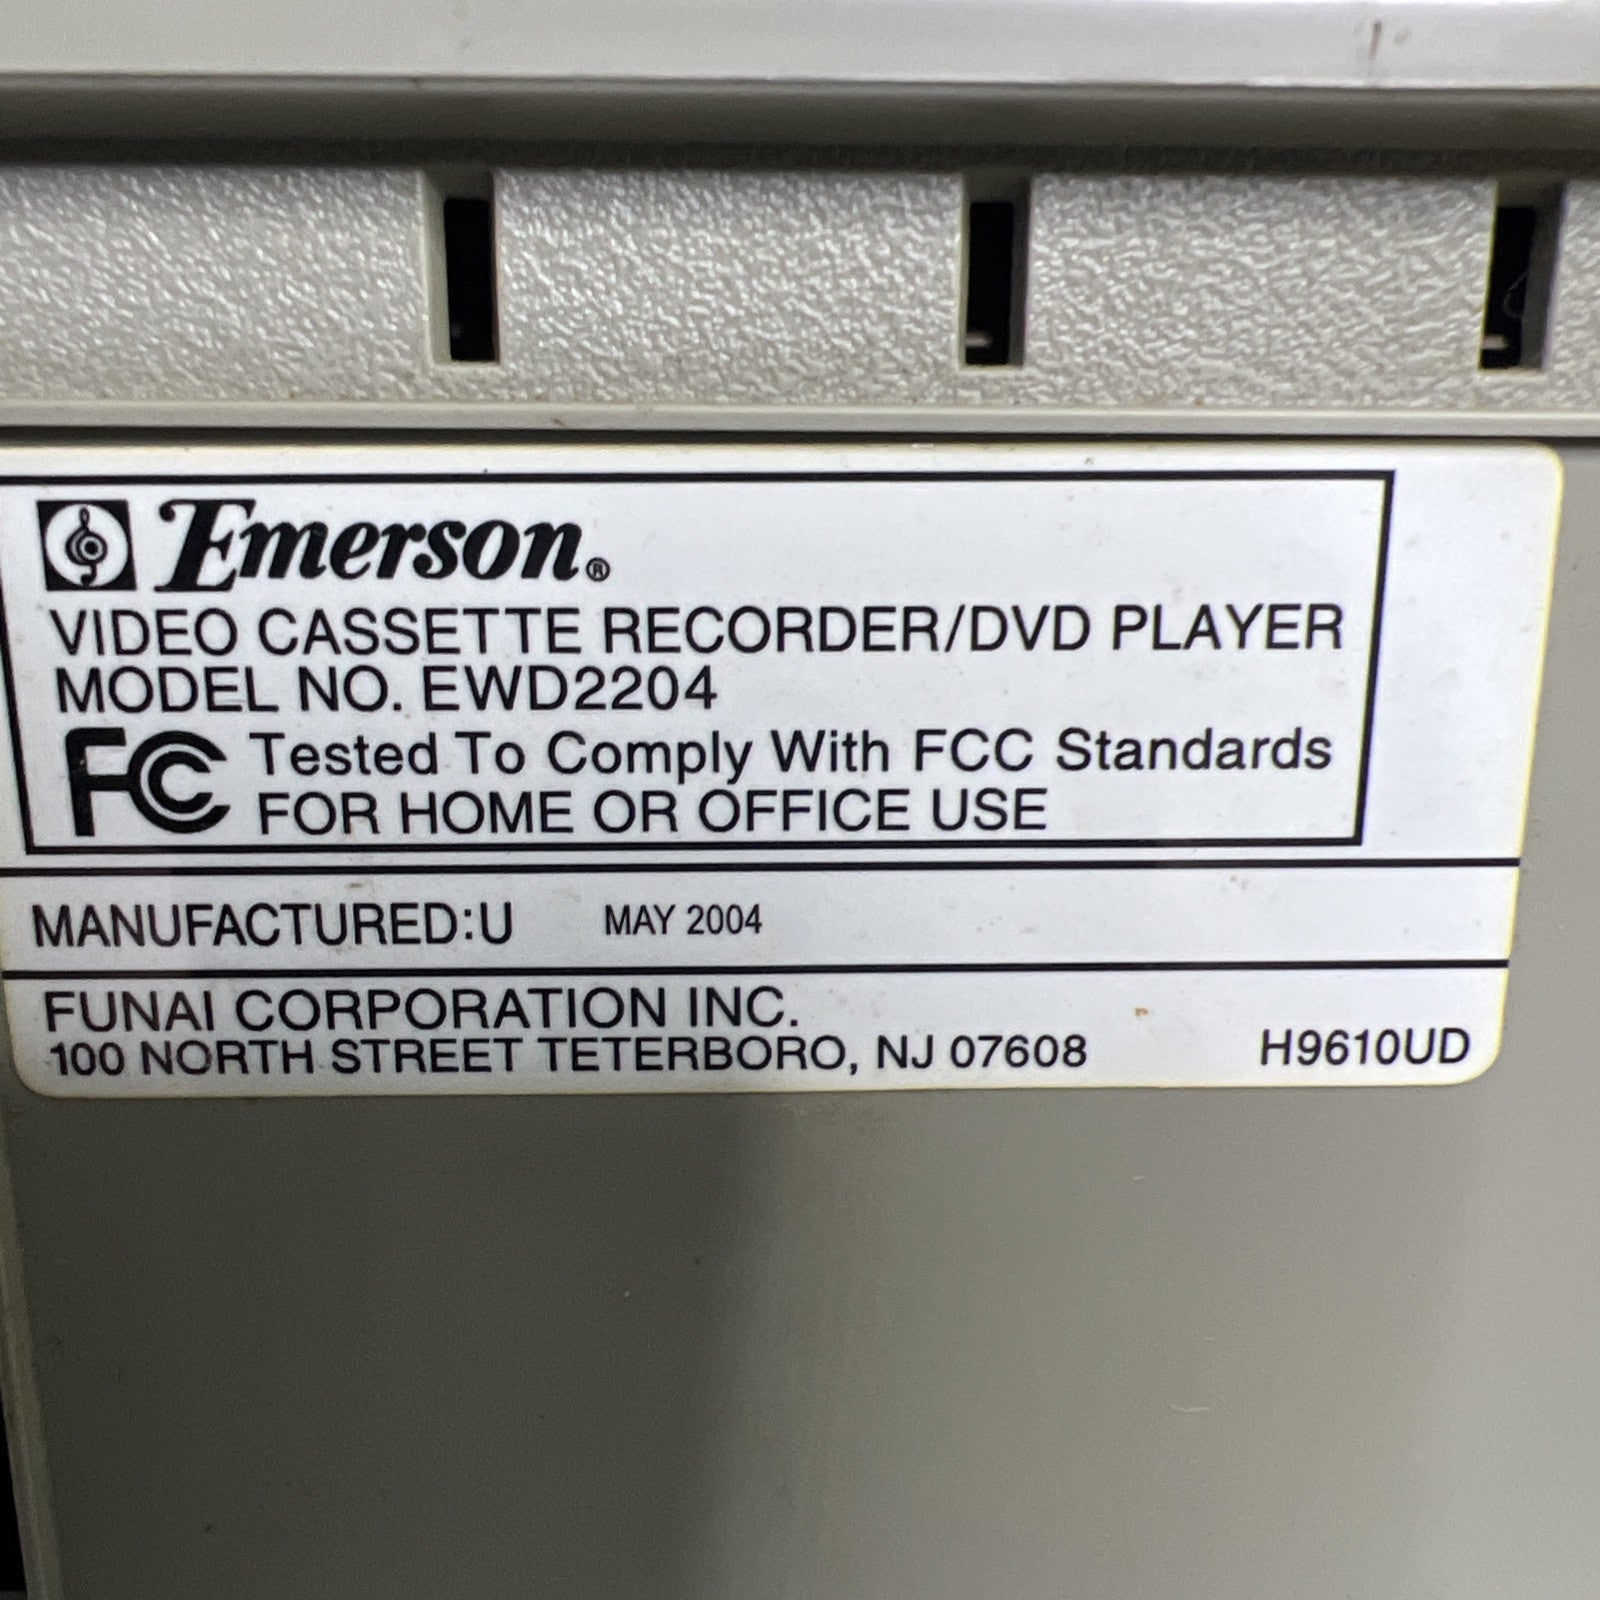 Emerson®
VIDEO CASSETTE RECORDER/DVD PLAYER
MODEL NO. EWD2204
FC Tested To Comply With FCC Standards
FOR HOME OR OFFICE USE
MANUFACTURED:U MAY 2004
FUNAI CORPORATION INC.
100 NORTH STREET TETERBORO, NJ 07608 H9610UD